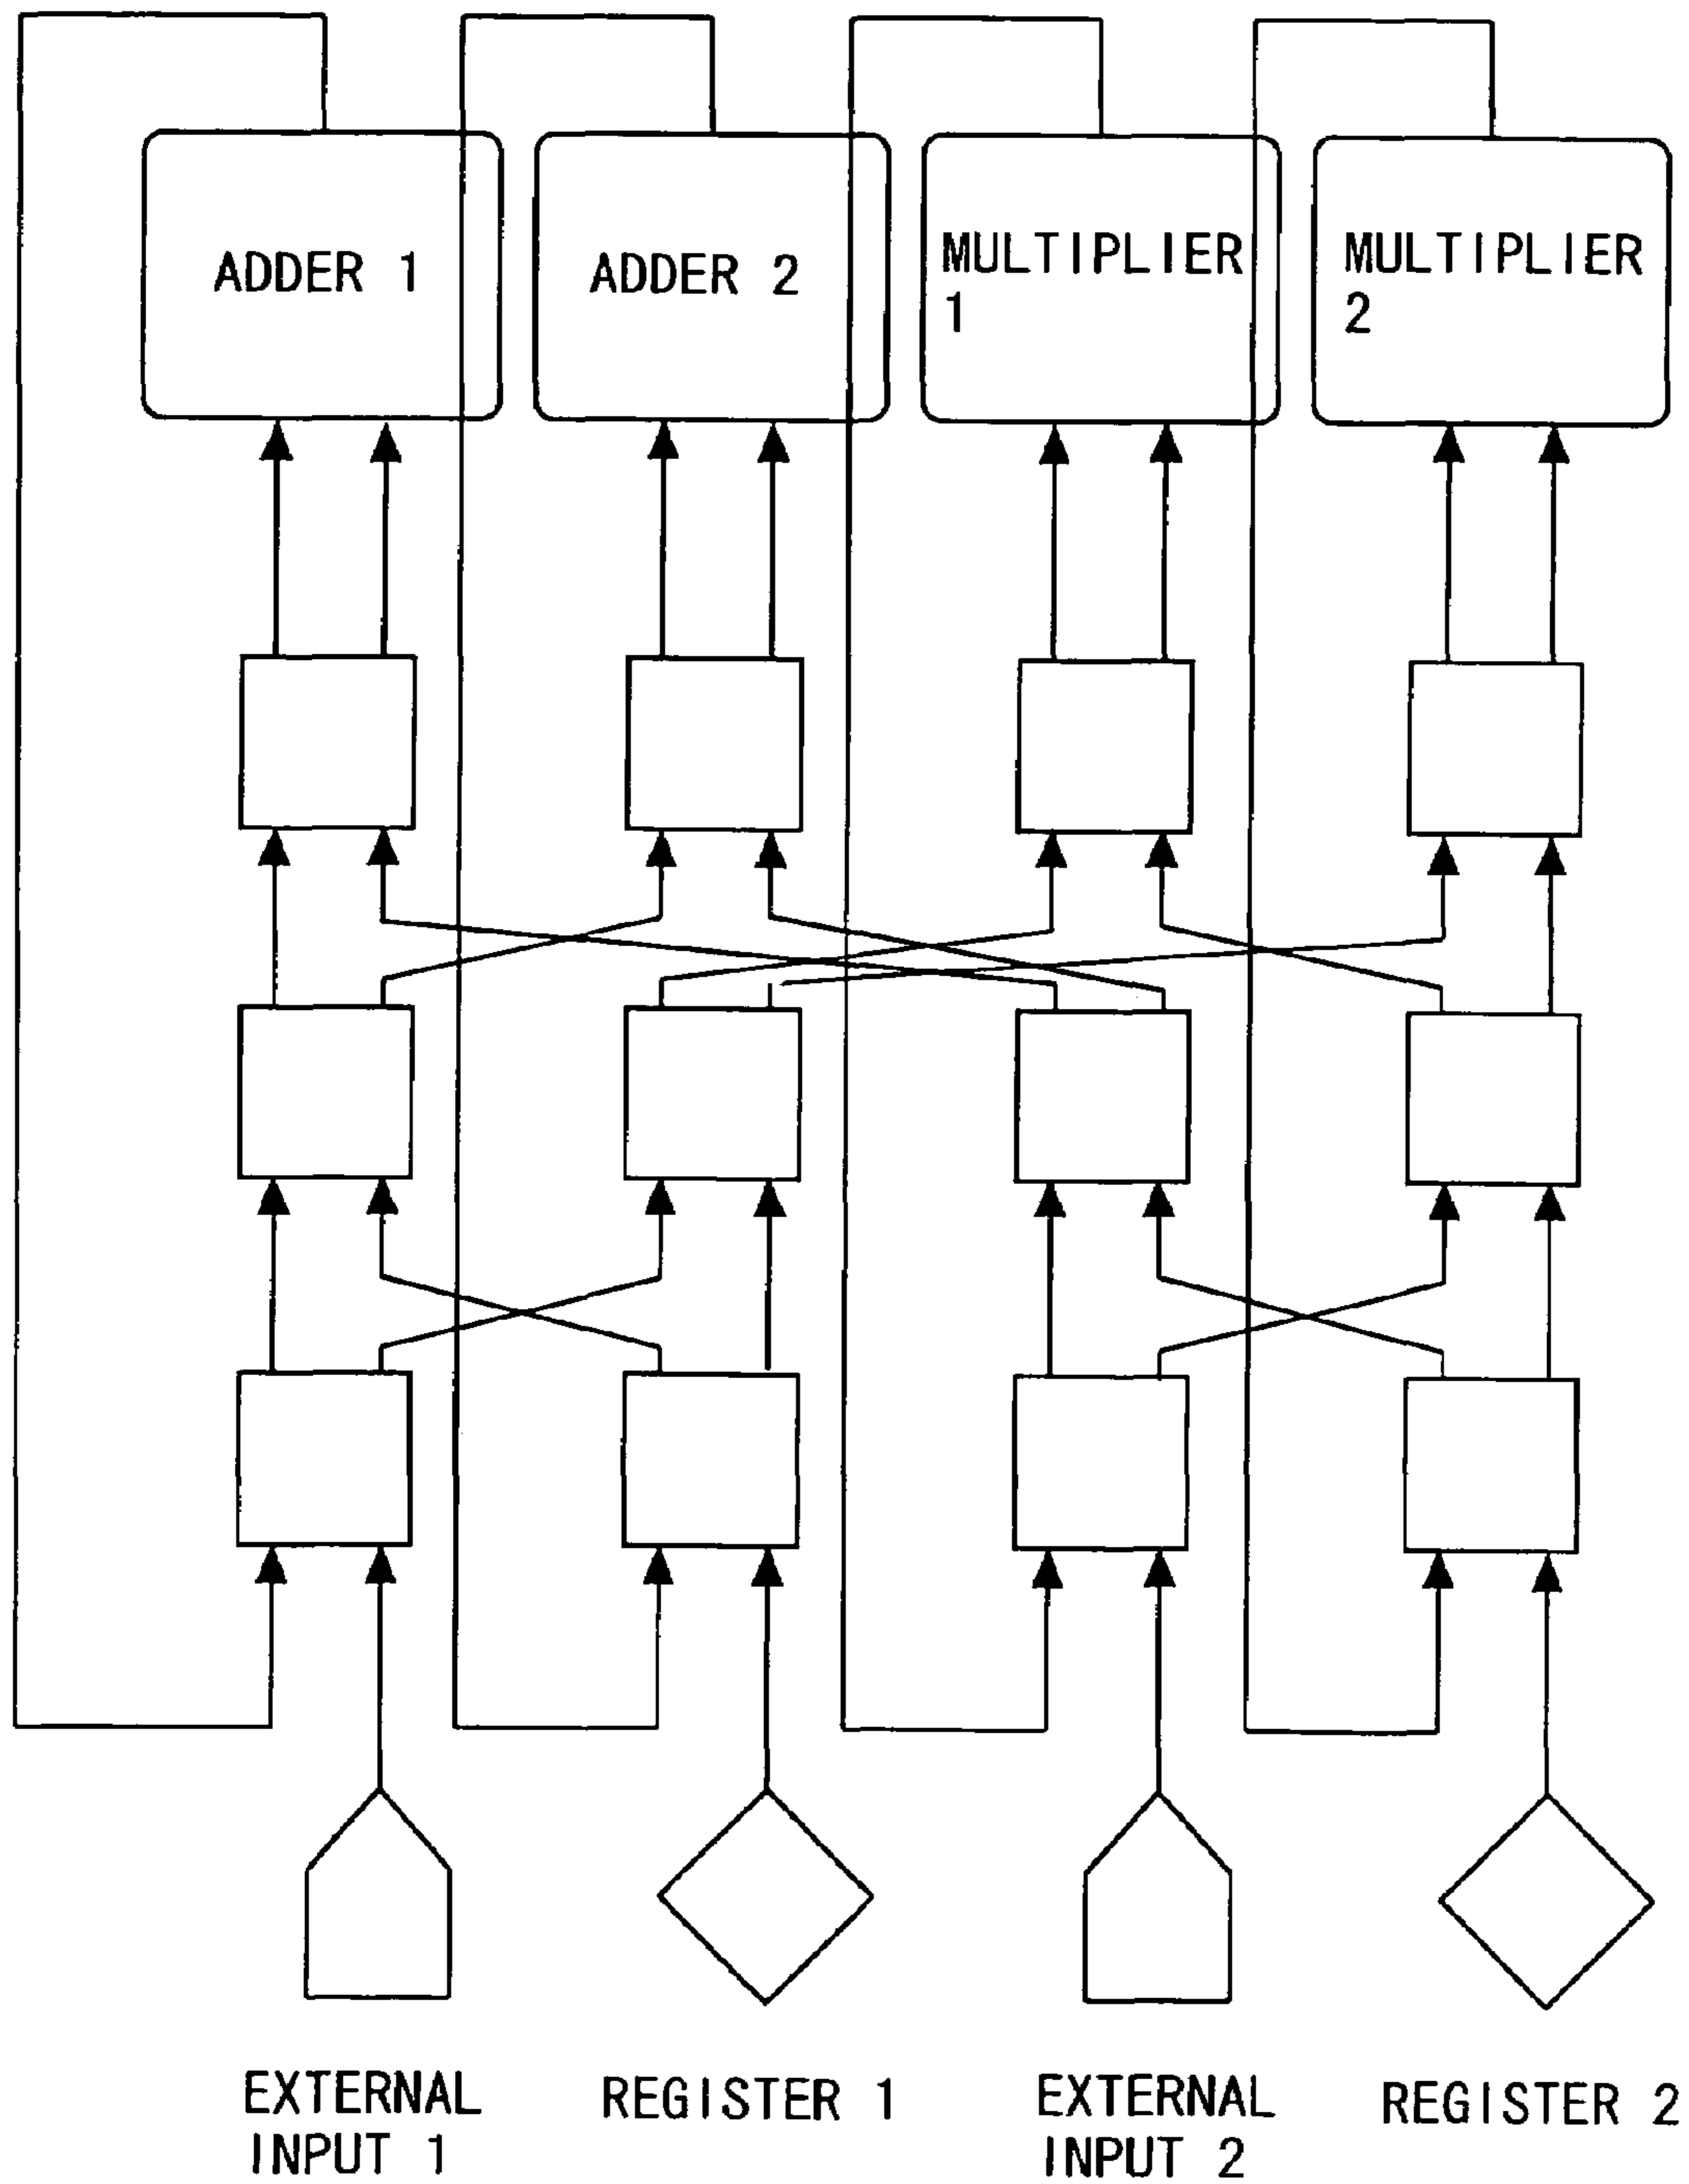 ADDER 1
ADDER 2
MULTIPLIER
1
MULTIPLIER
2
EXTERNAL
INPUT 1
REGISTER 1
EXTERNAL
INPUT 2
REGISTER 2